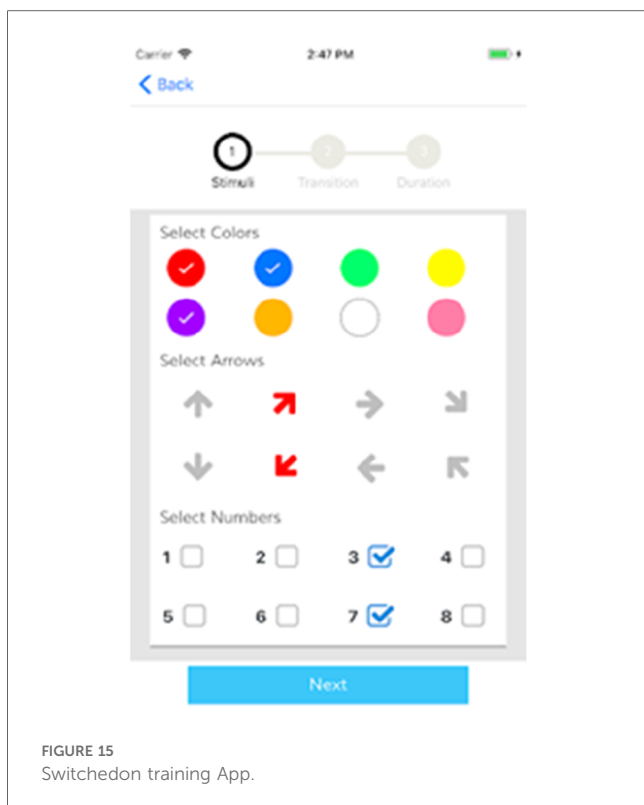 Carrier 2:47 PM
Back
1 2 3
Stimuli Transition Duration
Select Colors
Select Arrows
Select Numbers
1 2 3 4
5 6 7 8
Next
FIGURE 15
Switchedon training App.